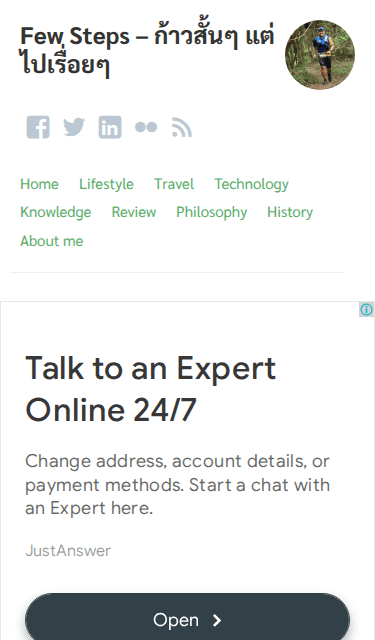 Few Steps – ก้าวสั้นๆ แต่
ไปเรื่อยๆ
Home Lifestyle Travel Technology
Knowledge Review Philosophy History
About me
Talk to an Expert
Online 24/7
Change address, account details, or
payment methods. Start a chat with
an Expert here.
JustAnswer
Open